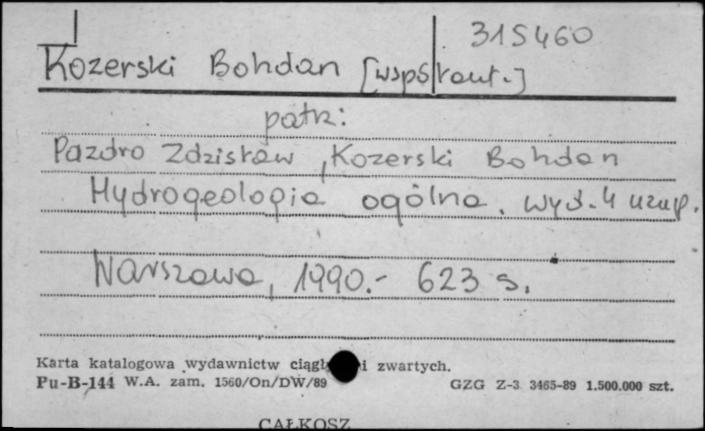 315460
Kozerski Bohdan [współaut.]
patrz:
Pazdro Zdzisław, Kozerski Bohdan
Hydrogeologia ogólna. wyd. 4 uzup.
Warszawa, 1990.- 623 s.
Karta katalogowa wydawnictw ciągł i zwartych.
Pu-B-144 W.A. zam. 1560/On/DW/89 GZG Z-3 3465-89 1.500.000 szt.
CAŁKOSZ